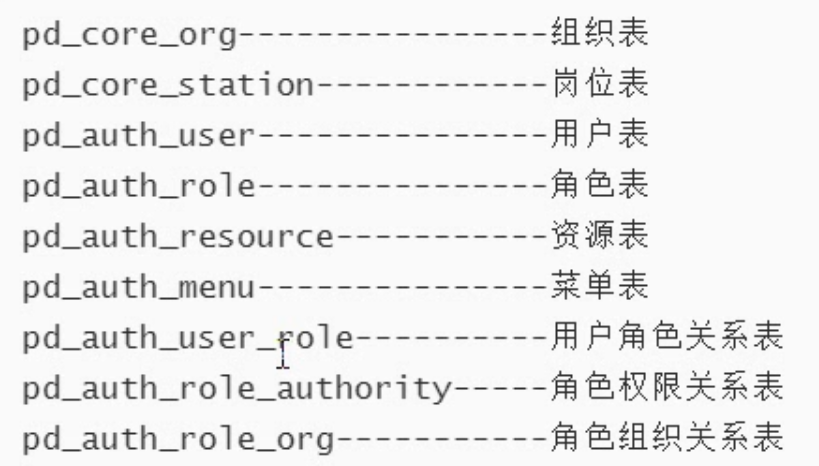 pd_core_org----------------组织表
pd_core_station------------岗位表
pd_auth_user---------------用户表
pd_auth_role---------------角色表
pd_auth_resource-----------资源表
pd_auth_menu---------------菜单表
pd_auth_user_role----------用户角色关系表
pd_auth_role_authority-----角色权限关系表
pd_auth_role_org-----------角色组织关系表